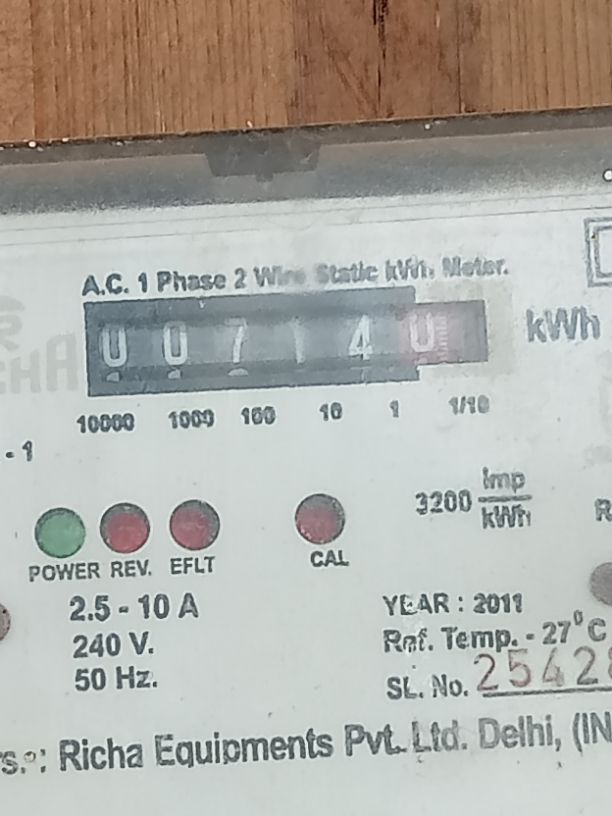 A.C. 1 Phase 2 Wire Static kWh. Meter.
0 0 7 1 4 0 kWh
10000 1000 100 10 1 1/10
- 1
3200 Imp/kWh
POWER REV. EFLT CAL
2.5 - 10 A
240 V.
50 Hz.
YEAR : 2011
Ref. Temp. - 27°C
SL. No. 2542
Richa Equipments Pvt. Ltd. Delhi, (IN